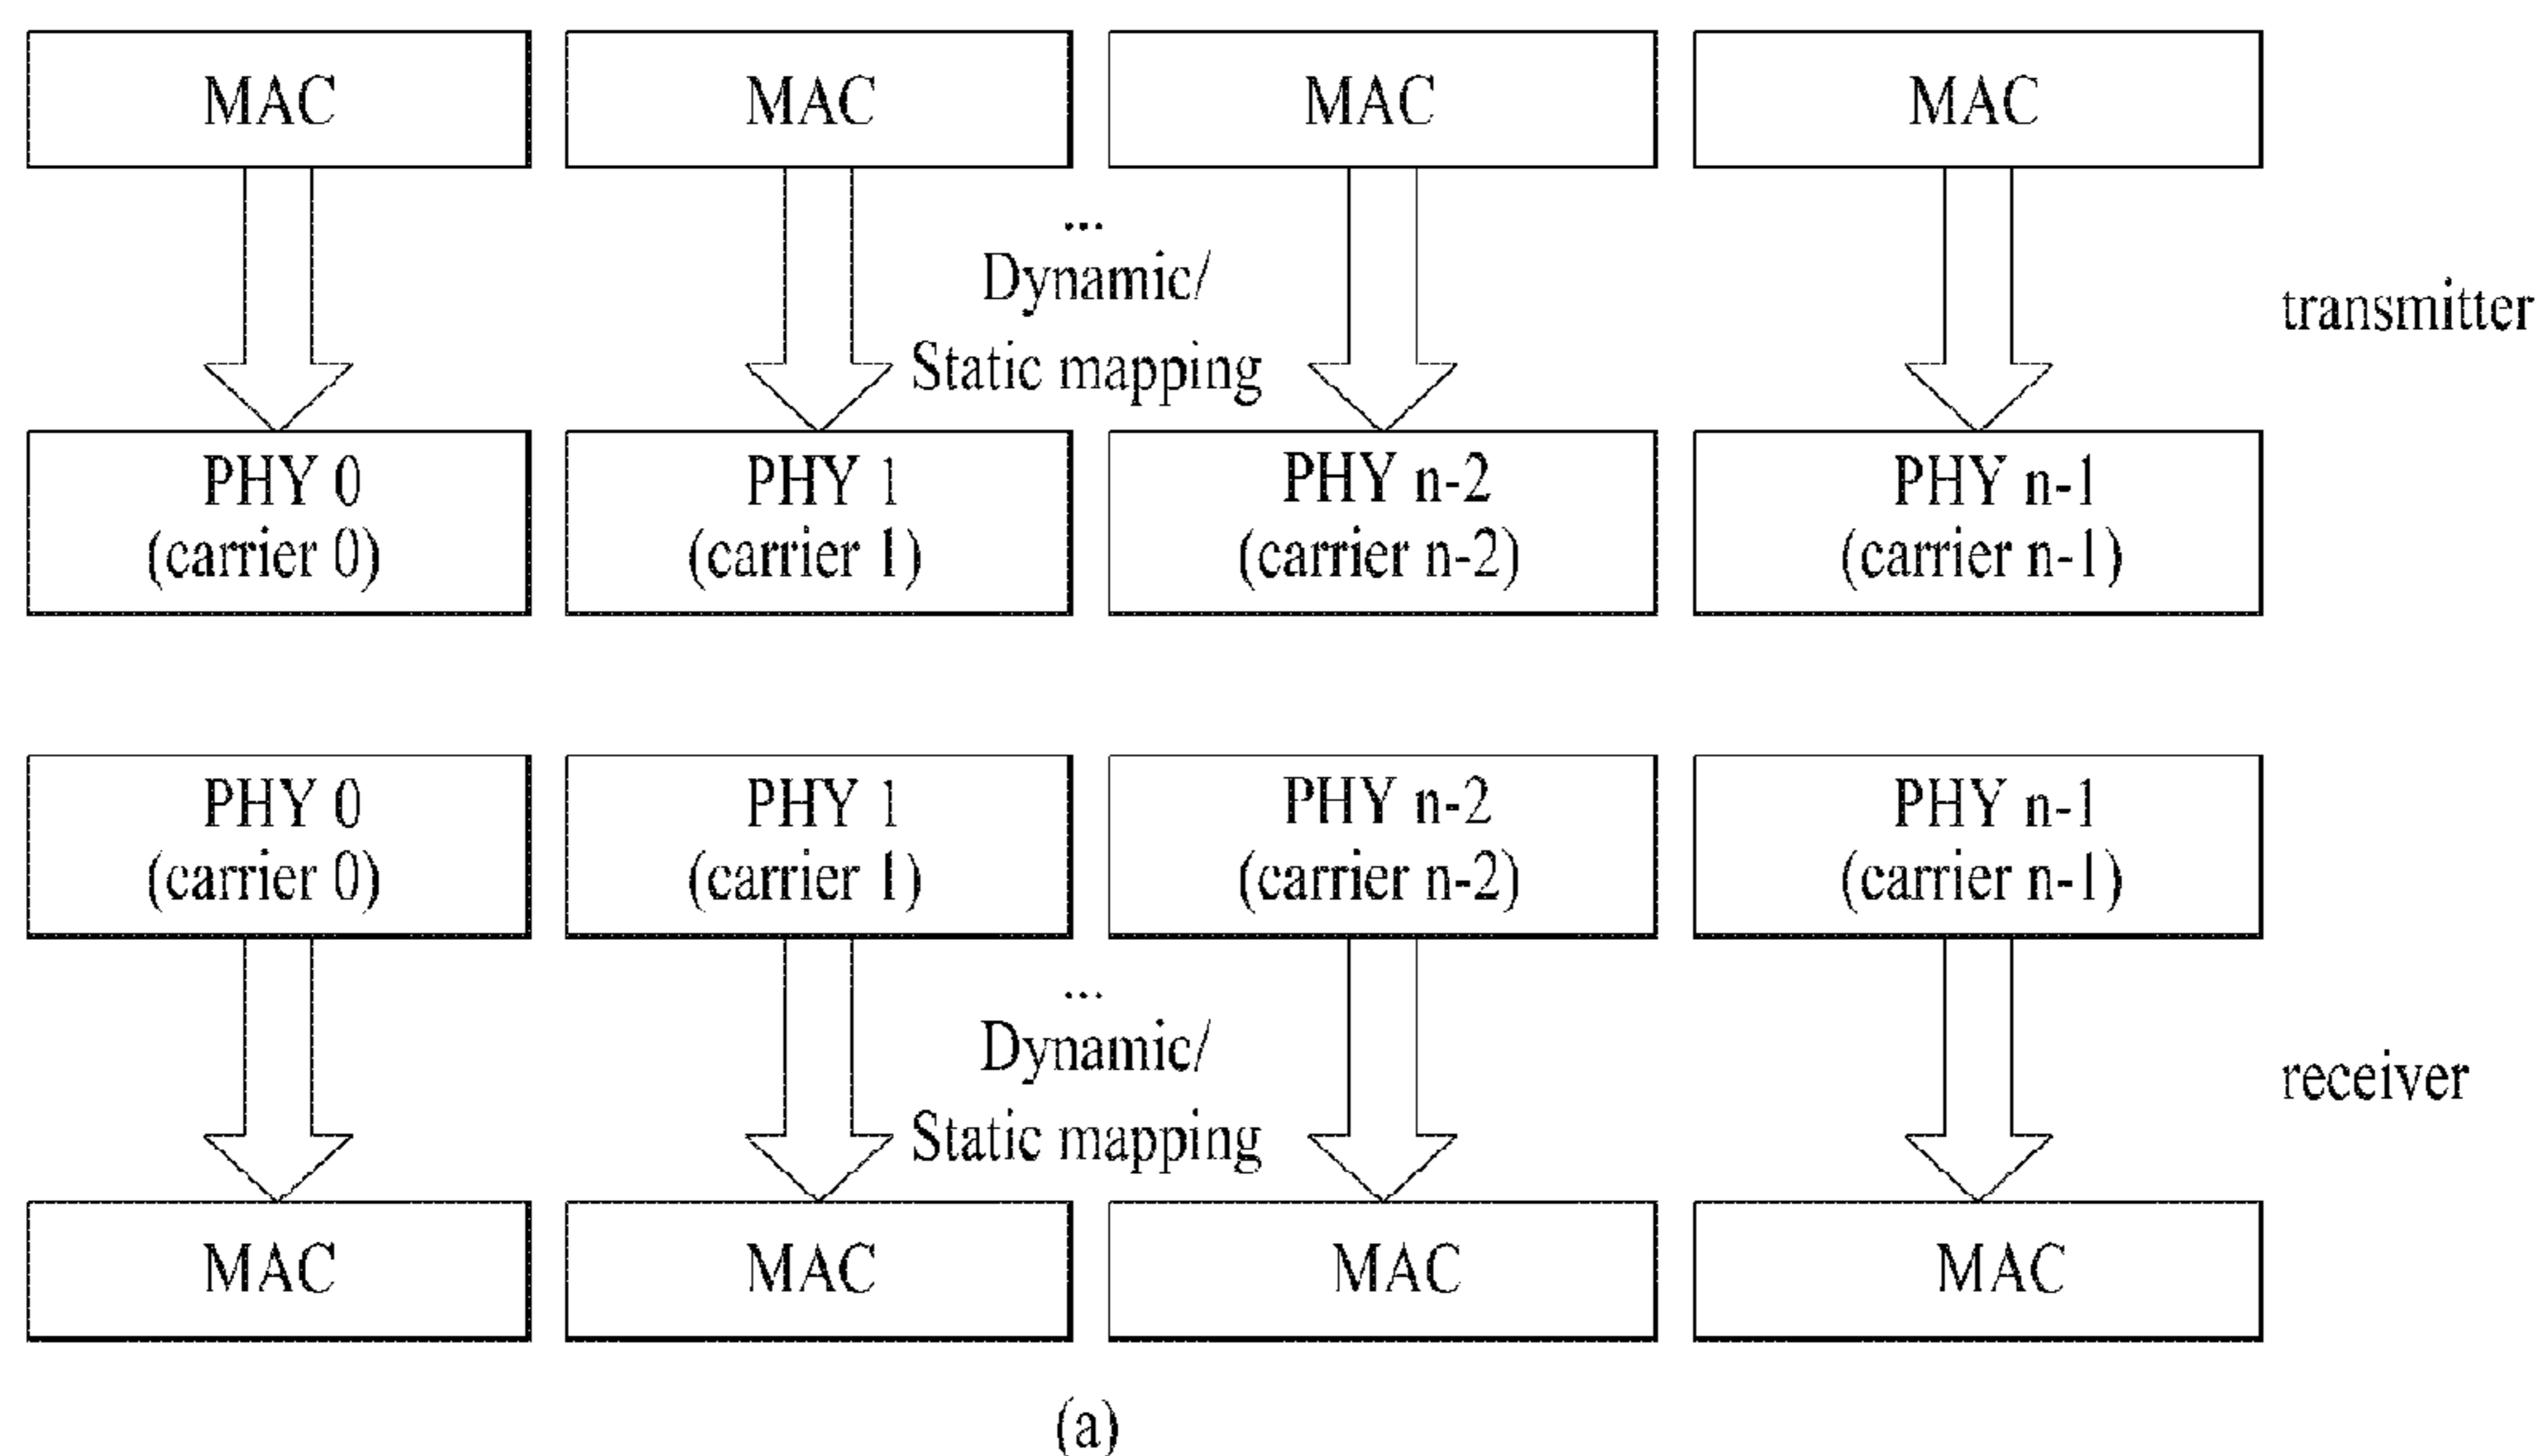 MAC MAC MAC MAC
...
Dynamic/
transmitter
Static mapping
PHY 0 PHY 1 PHY n-2 PHY n-1
(carrier 0) (carrier 1) (carrier n-2) (carrier n-1)
PHY 0 PHY 1 PHY n-2 PHY n-1
(carrier 0) (carrier 1) (carrier n-2) (carrier n-1)
...
Dynamic/
receiver
Static mapping
MAC MAC MAC MAC
(a)